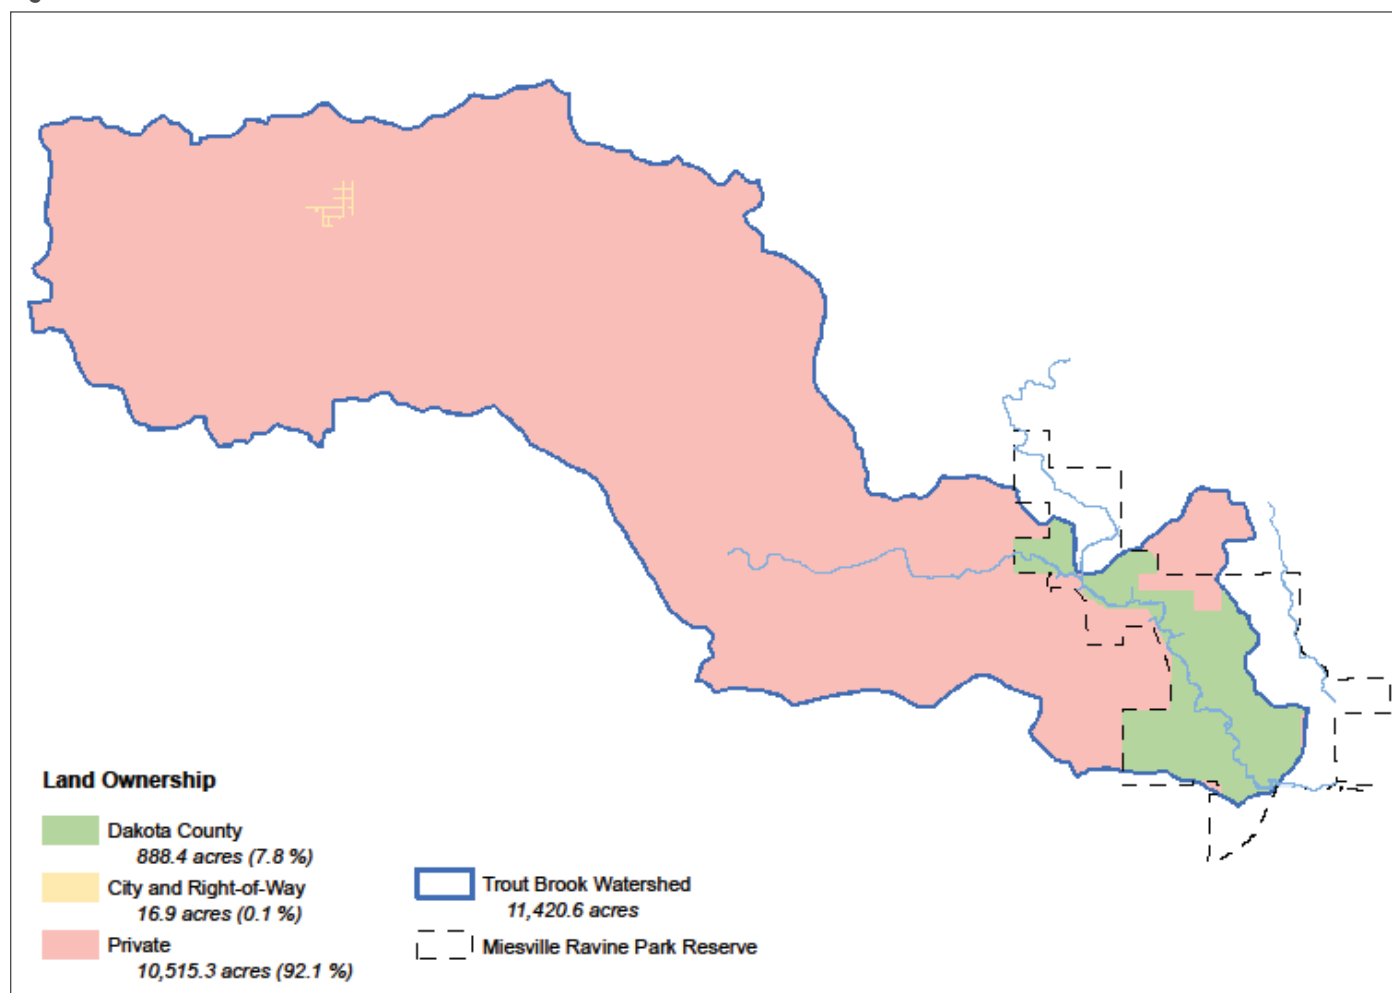 Land Ownership
Dakota County
888.4 acres (7.8 %)
City and Right-of-Way
16.9 acres (0.1 %)
Private
10,515.3 acres (92.1 %)
Trout Brook Watershed
11,420.6 acres
Miesville Ravine Park Reserve